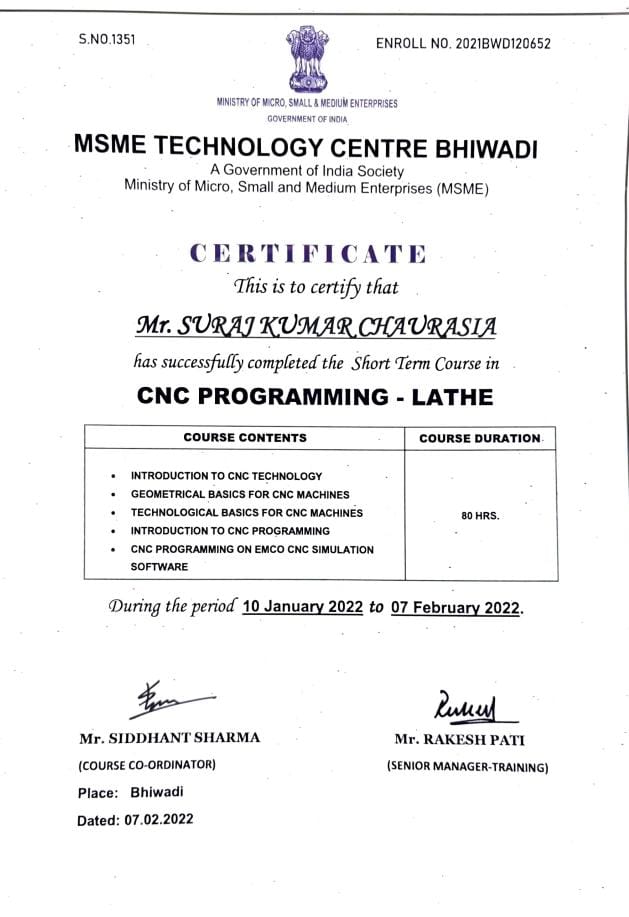 S.NO.1351
ENROLL NO. 2021BWD120652
MINISTRY OF MICRO, SMALL & MEDIUM ENTERPRISES
GOVERNMENT OF INDIA
MSME TECHNOLOGY CENTRE BHIWADI
A Government of India Society
Ministry of Micro, Small and Medium Enterprises (MSME)
CERTIFICATE
This is to certify that
Mr. SURAJ KUMAR CHAURASIA
has successfully completed the Short Term Course in
CNC PROGRAMMING - LATHE
COURSE CONTENTS
COURSE DURATION
• INTRODUCTION TO CNC TECHNOLOGY
• GEOMETRICAL BASICS FOR CNC MACHINES
• TECHNOLOGICAL BASICS FOR CNC MACHINES
• INTRODUCTION TO CNC PROGRAMMING
• CNC PROGRAMMING ON EMCO CNC SIMULATION
SOFTWARE
80 HRS.
During the period 10 January 2022 to 07 February 2022.
Mr. SIDDHANT SHARMA
(COURSE CO-ORDINATOR)
Place: Bhiwadi
Dated: 07.02.2022
Mr. RAKESH PATI
(SENIOR MANAGER-TRAINING)